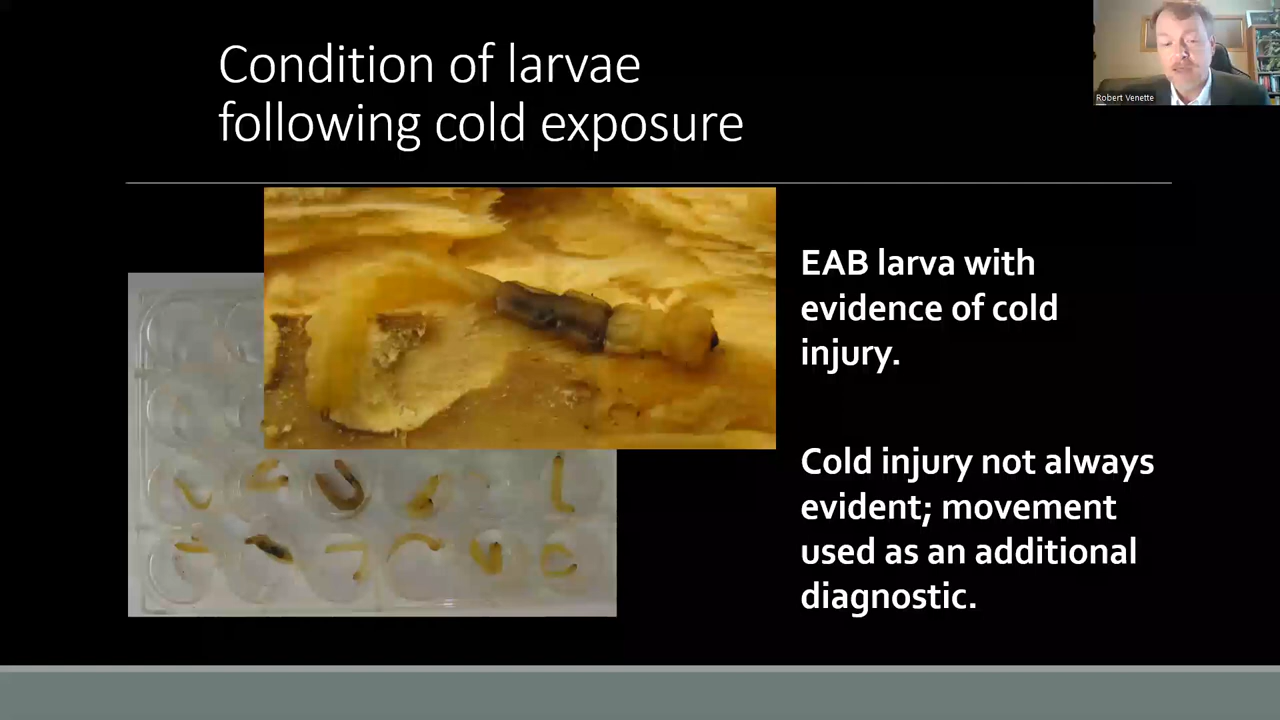 Condition of larvae
following cold exposure
Robert Venette
EAB larva with
evidence of cold
injury.
Cold injury not always
evident; movement
used as an additional
diagnostic.